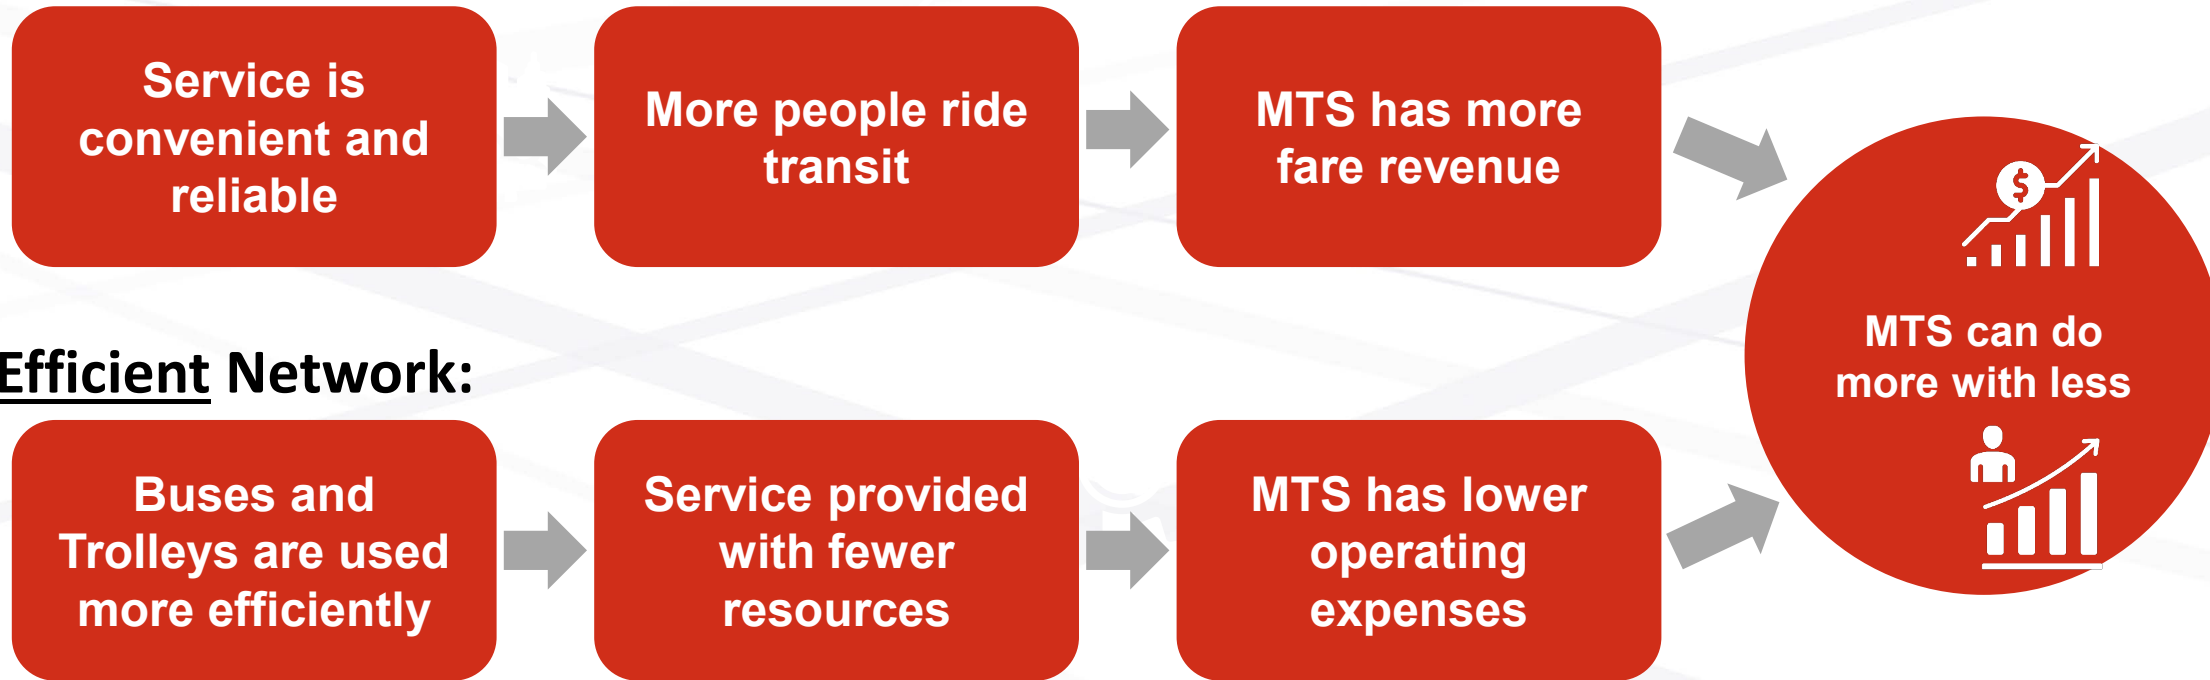 Service is
convenient and
reliable
More people ride
transit
MTS has more
fare revenue
$
MTS can do
more with less
Efficient Network:
Buses and
Trolleys are used
more efficiently
Service provided
with fewer
resources
MTS has lower
operating
expenses